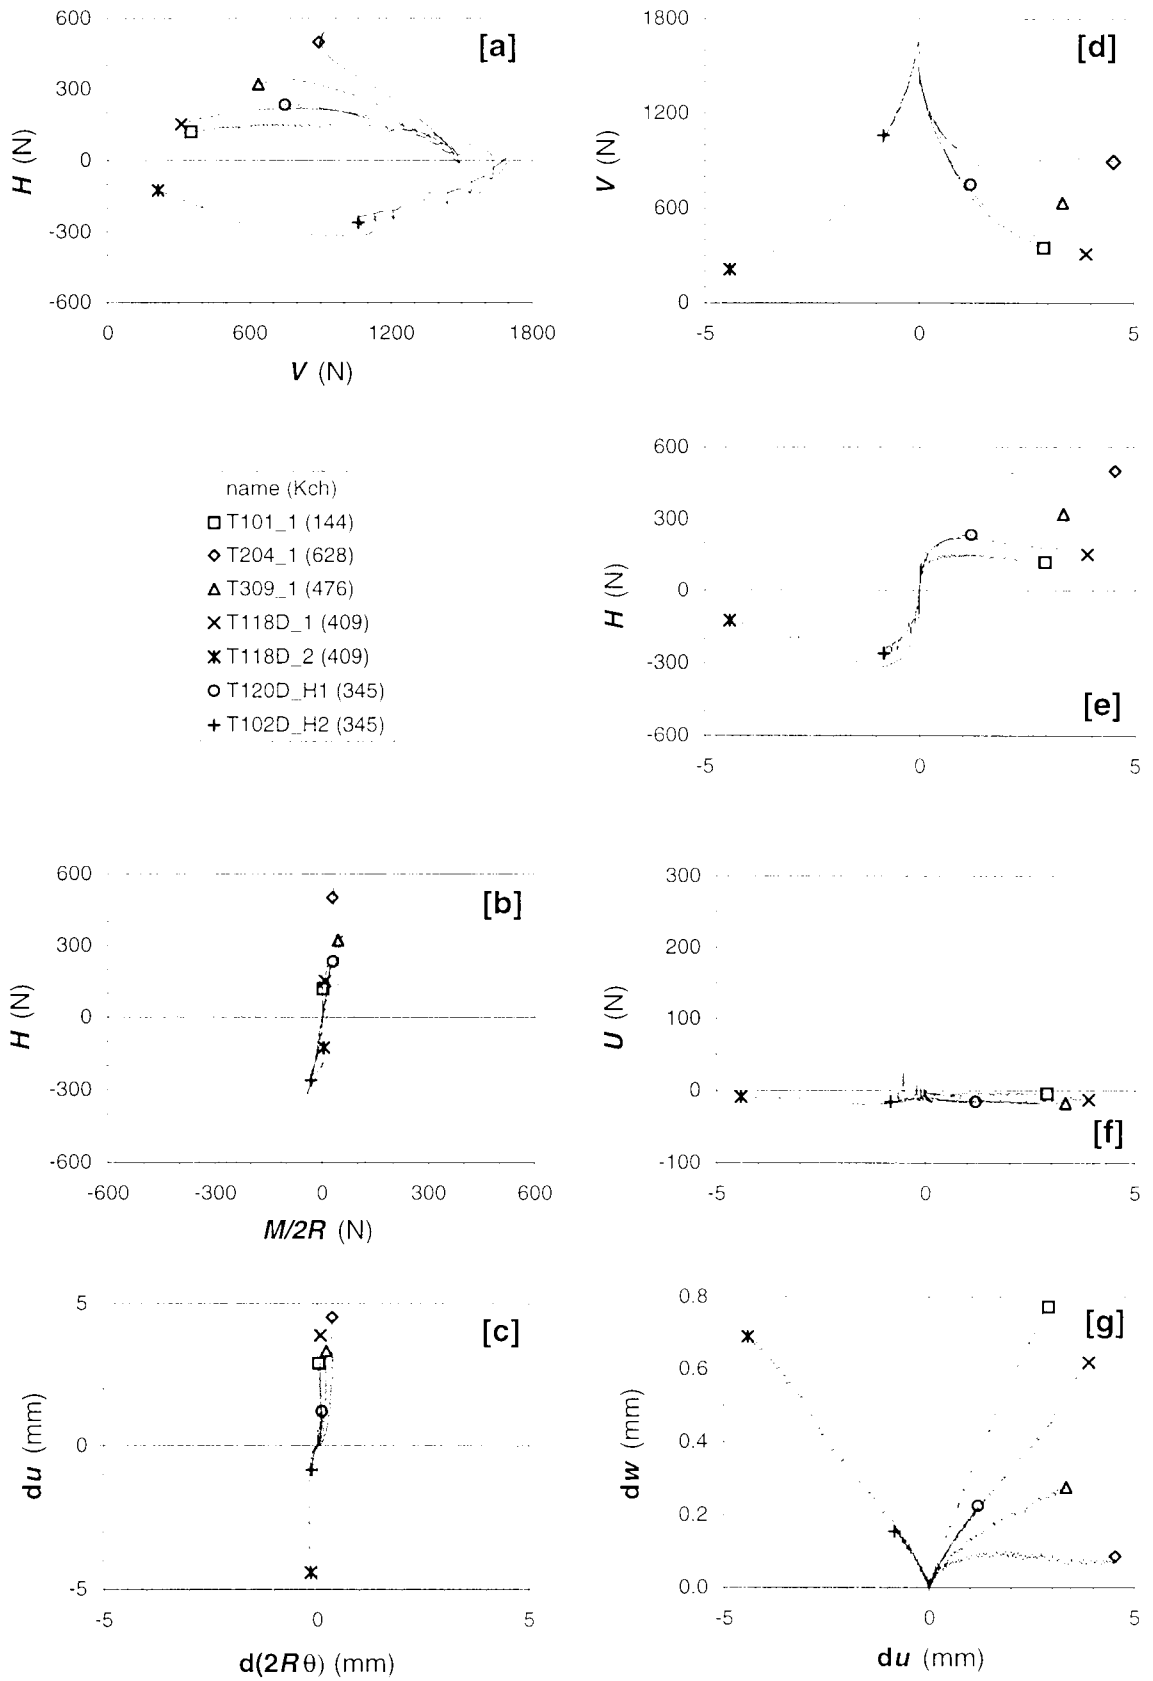 600
300
0
-300
-600
H (N)
[a]
0
600
1200
1800
V (N)
1800
1200
600
0
V (N)
[d]
-5
0
5
name (Kch)
T101_1 (144)
T204_1 (628)
T309_1 (476)
T118D_1 (409)
T118D_2 (409)
T120D_H1 (345)
T102D_H2 (345)
600
300
0
-300
-600
H (N)
[e]
-5
0
5
600
300
0
-300
-600
H (N)
[b]
-600
-300
0
300
600
M/2R (N)
300
200
100
0
-100
U (N)
[f]
-5
0
5
5
0
-5
du (mm)
[c]
-5
0
5
d(2Rθ) (mm)
0.8
0.6
0.4
0.2
0.0
dw (mm)
[g]
-5
0
5
du (mm)